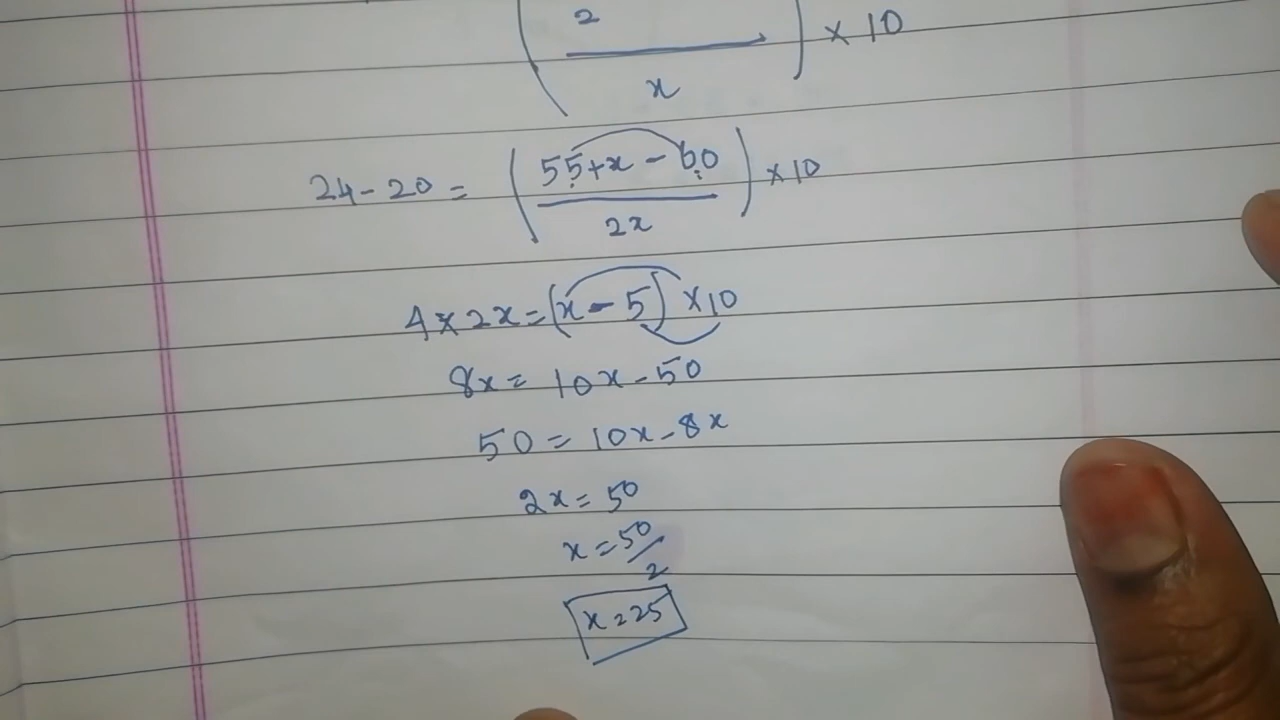 2
x
) × 10
24 - 20 = ( 55 + x - 60 / 2x ) × 10
4 × 2x = (x - 5) × 10
8x = 10x - 50
50 = 10x - 8x
2x = 50
x = 50/2
x = 25